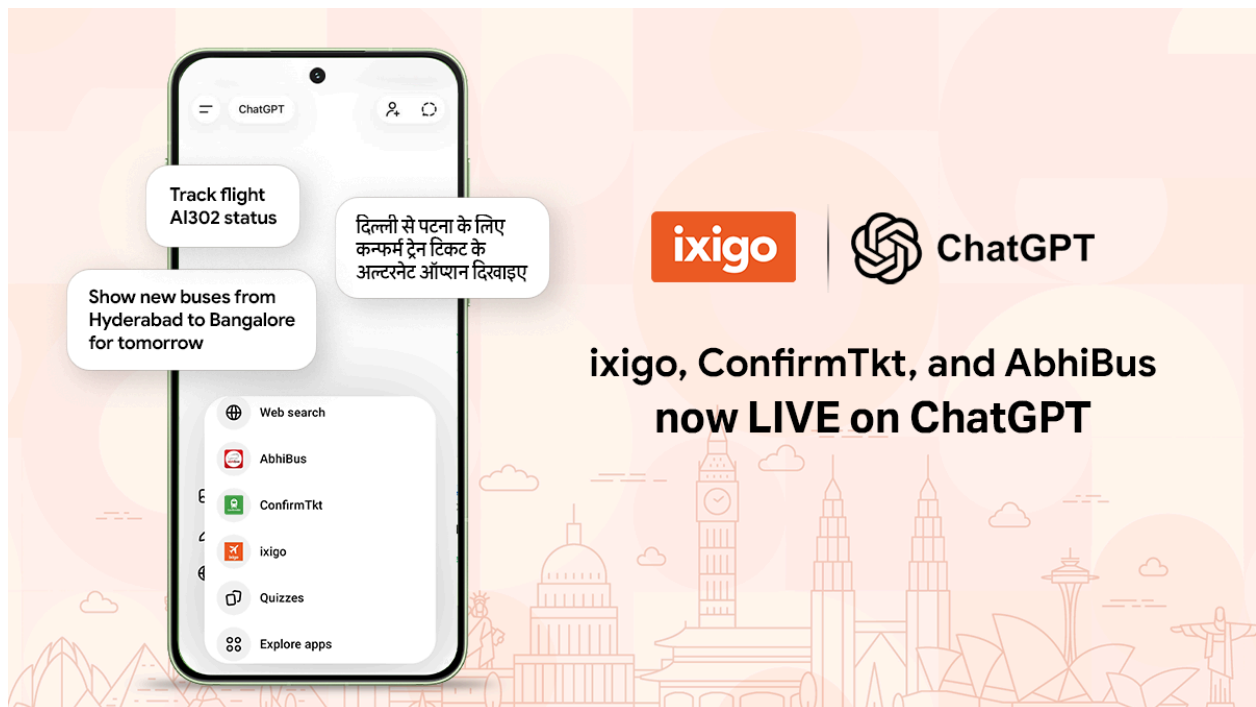 ChatGPT
Track flight
AI302 status
दिल्ली से पटना के लिए
कन्फर्म ट्रेन टिकट के
अल्टरनेट ऑप्शन दिखाइए
Show new buses from
Hyderabad to Bangalore
for tomorrow
Web search
AbhiBus
ConfirmTkt
ixigo
Quizzes
Explore apps
ixigo
ChatGPT
ixigo, ConfirmTkt, and AbhiBus
now LIVE on ChatGPT